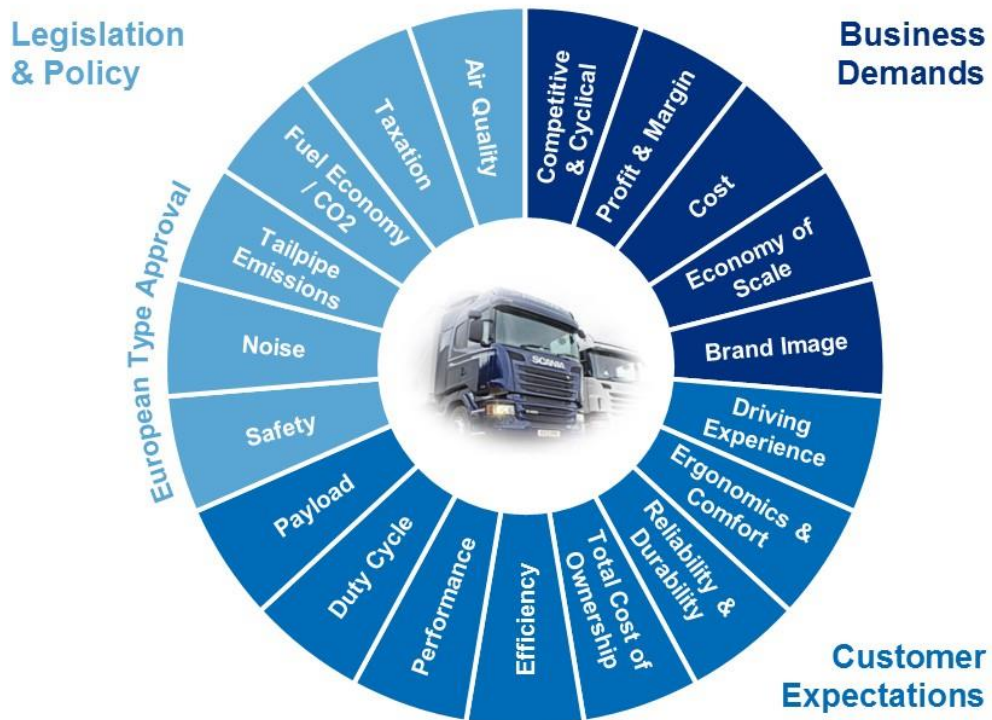 Legislation
& Policy
Business
Demands
Customer
Expectations
European Type Approval
Air Quality
Taxation
Fuel Economy
/ CO2
Tailpipe
Emissions
Noise
Safety
Competitive
& Cyclical
Profit & Margin
Cost
Economy of
Scale
Brand Image
Driving
Experience
Ergonomics &
Comfort
Reliability &
Durability
Total Cost of
Ownership
Efficiency
Performance
Duty Cycle
Payload
SCANIA